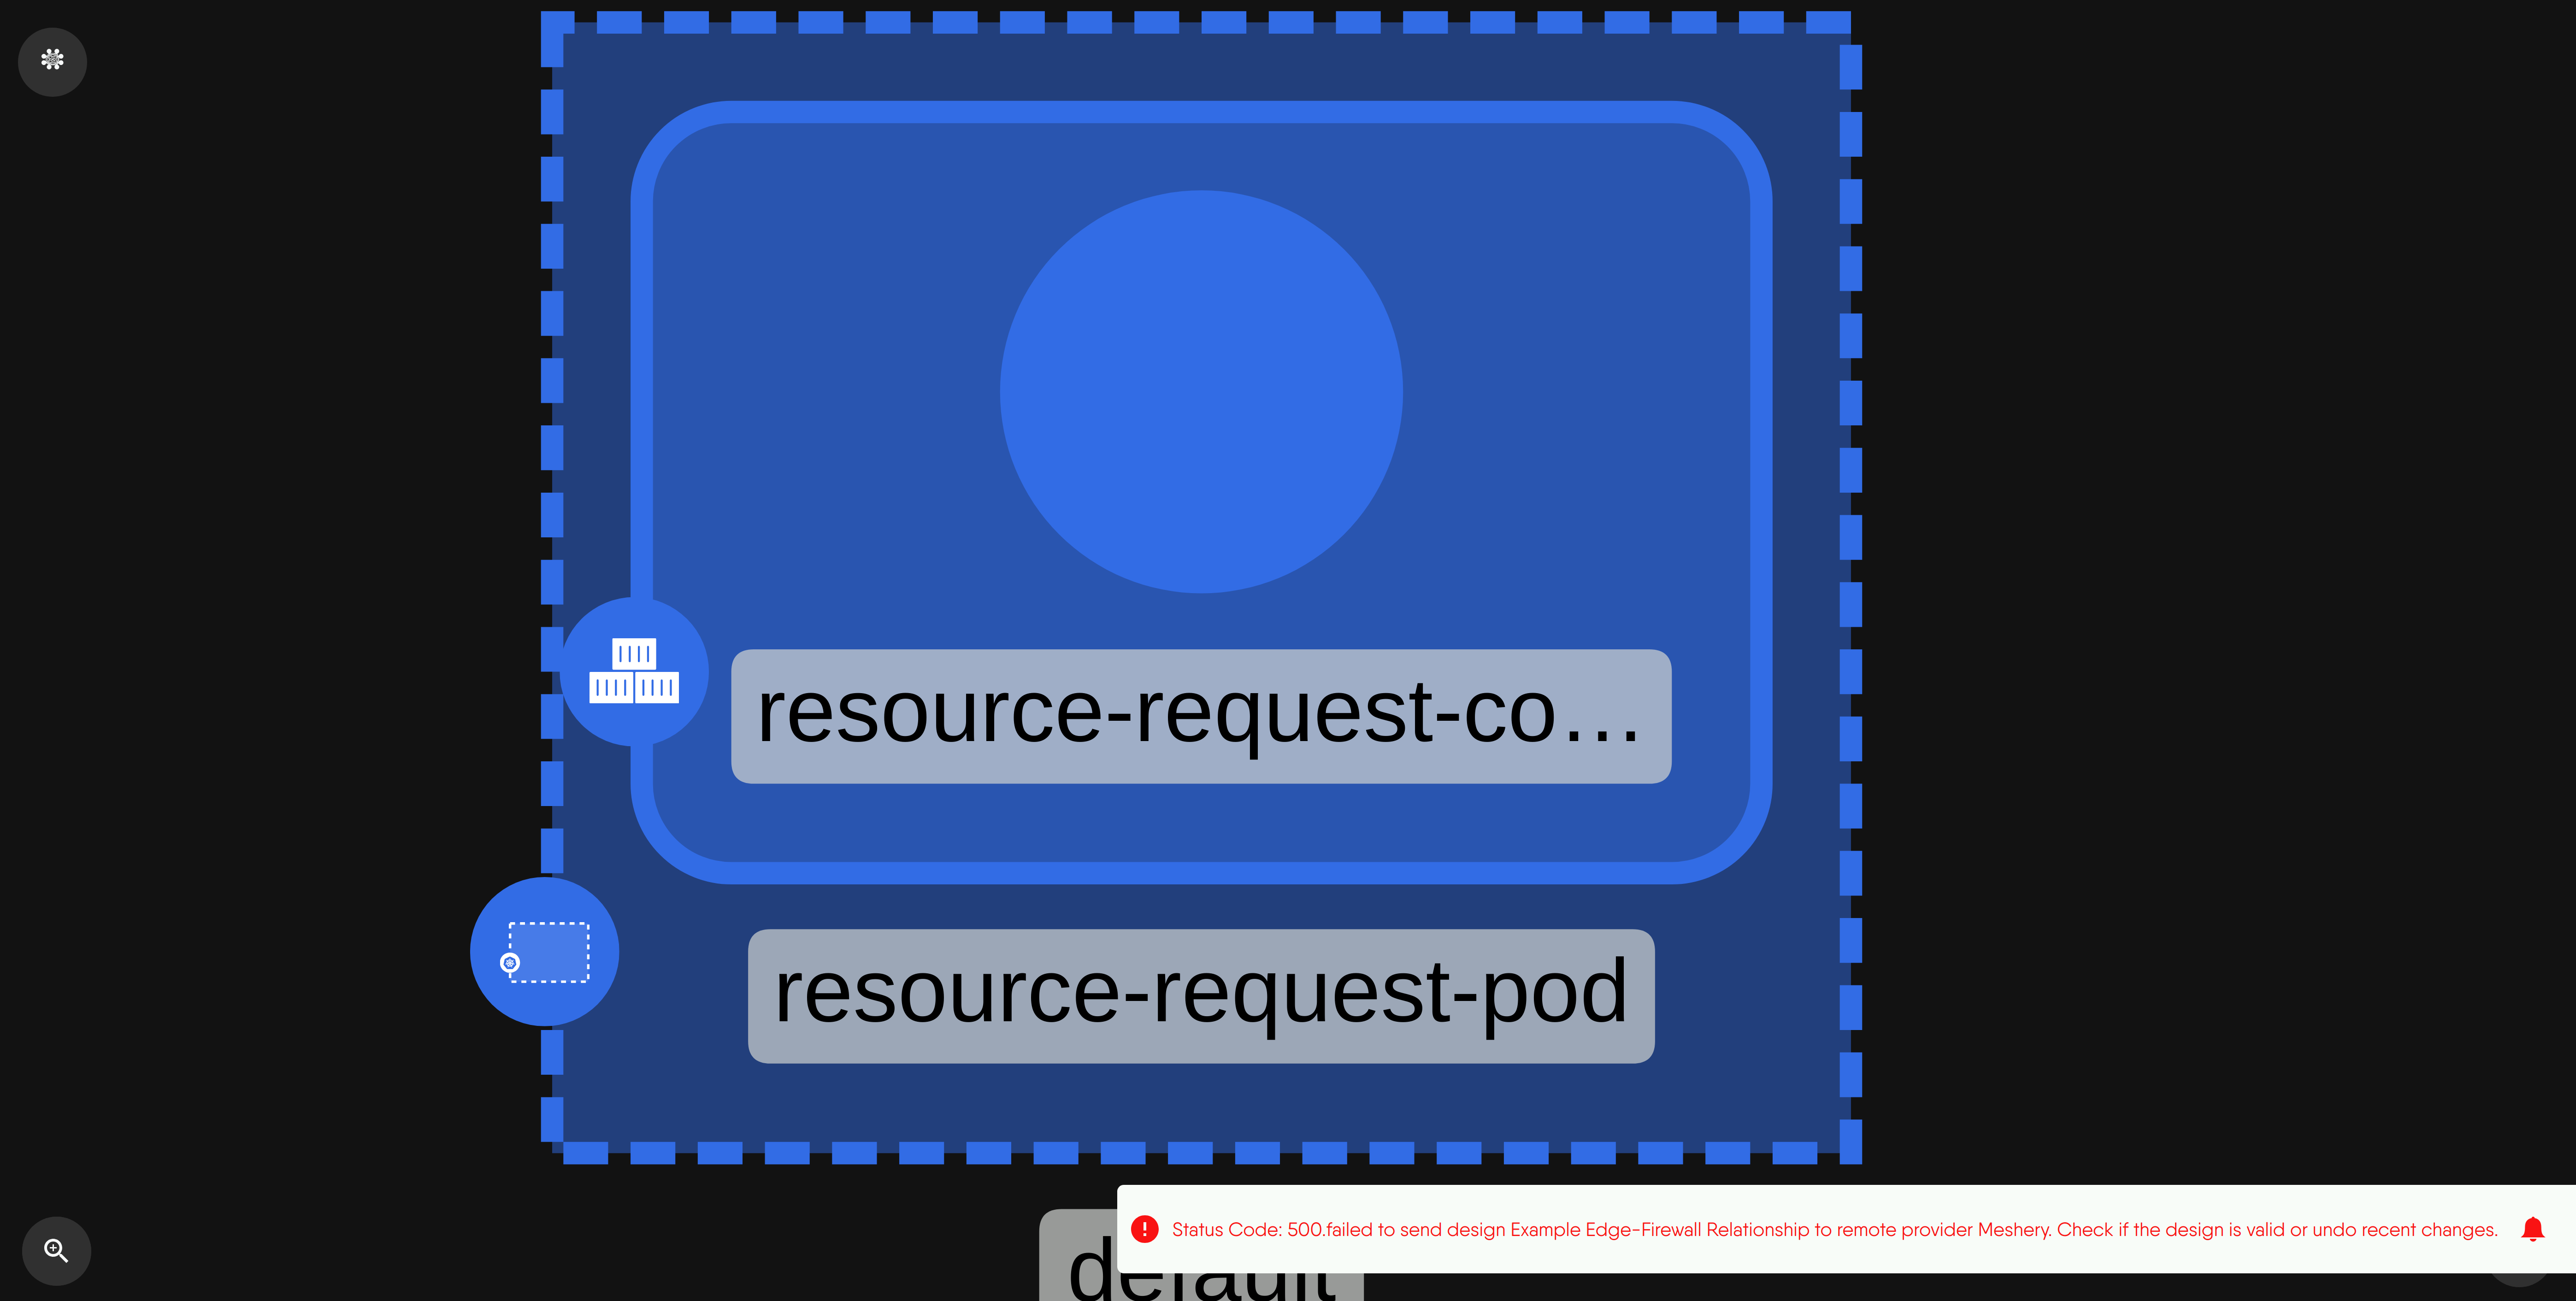 resource-request-co…
resource-request-pod
Status Code: 500.failed to send design Example Edge-Firewall Relationship to remote provider Meshery. Check if the design is valid or undo recent changes.
default